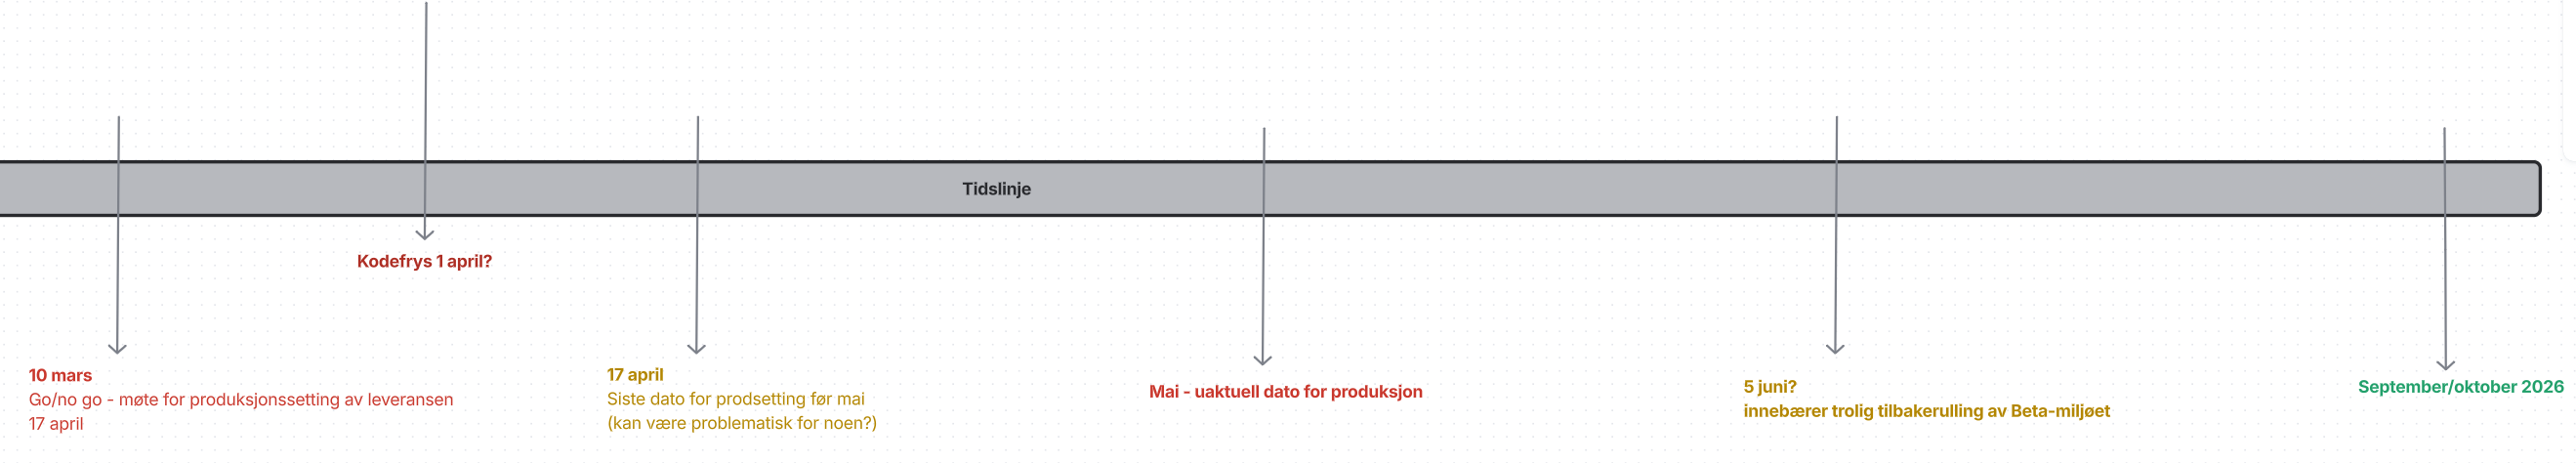 Tidslinje
Kodefrys 1 april?
10 mars
Go/no go - møte for produksjonssetting av leveransen
17 april
17 april
Siste dato for prodsetting før mai
(kan være problematisk for noen?)
Mai - uaktuell dato for produksjon
5 juni?
innebærer trolig tilbakerulling av Beta-miljøet
September/oktober 2026